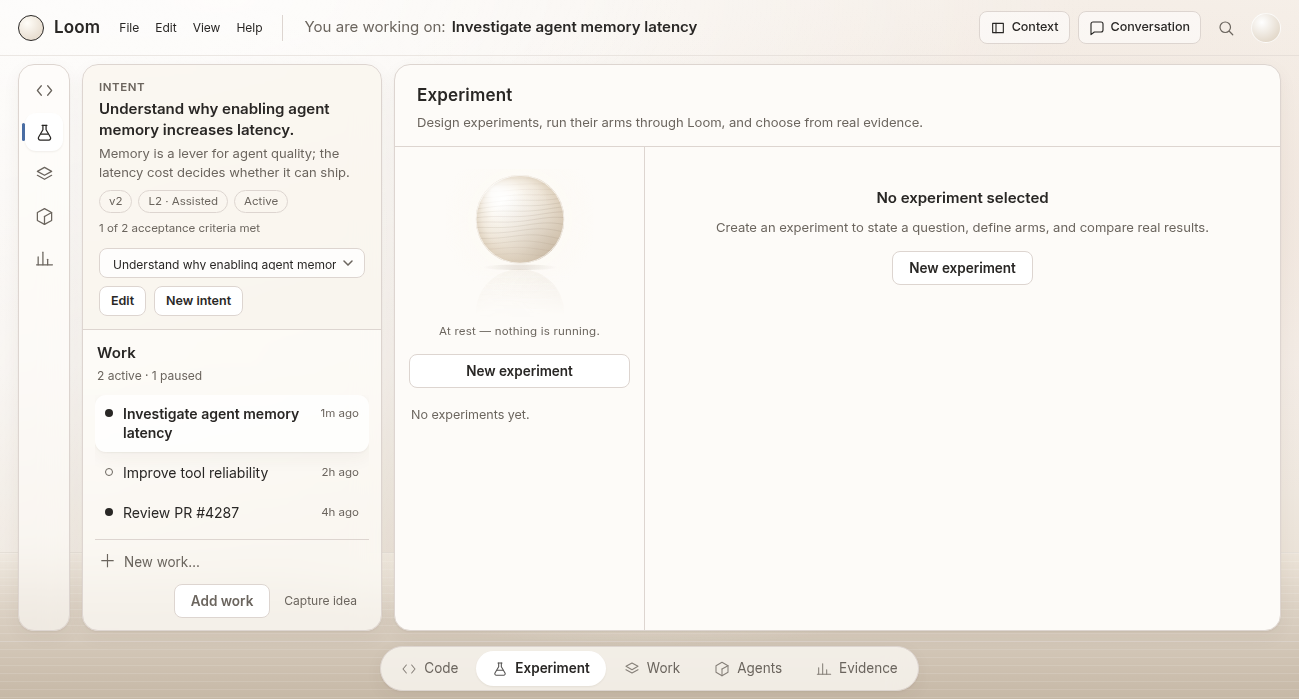 Loom File Edit View Help You are working on: Investigate agent memory latency Context Conversation
INTENT
Understand why enabling agent
memory increases latency.
Memory is a lever for agent quality; the
latency cost decides whether it can ship.
v2 L2 · Assisted Active
1 of 2 acceptance criteria met
Understand why enabling agent memor
Edit New intent
Work
2 active · 1 paused
Investigate agent memory 1m ago
latency
Improve tool reliability 2h ago
Review PR #4287 4h ago
New work...
Add work Capture idea
Experiment
Design experiments, run their arms through Loom, and choose from real evidence.
At rest — nothing is running.
New experiment
No experiments yet.
No experiment selected
Create an experiment to state a question, define arms, and compare real results.
New experiment
Code Experiment Work Agents Evidence